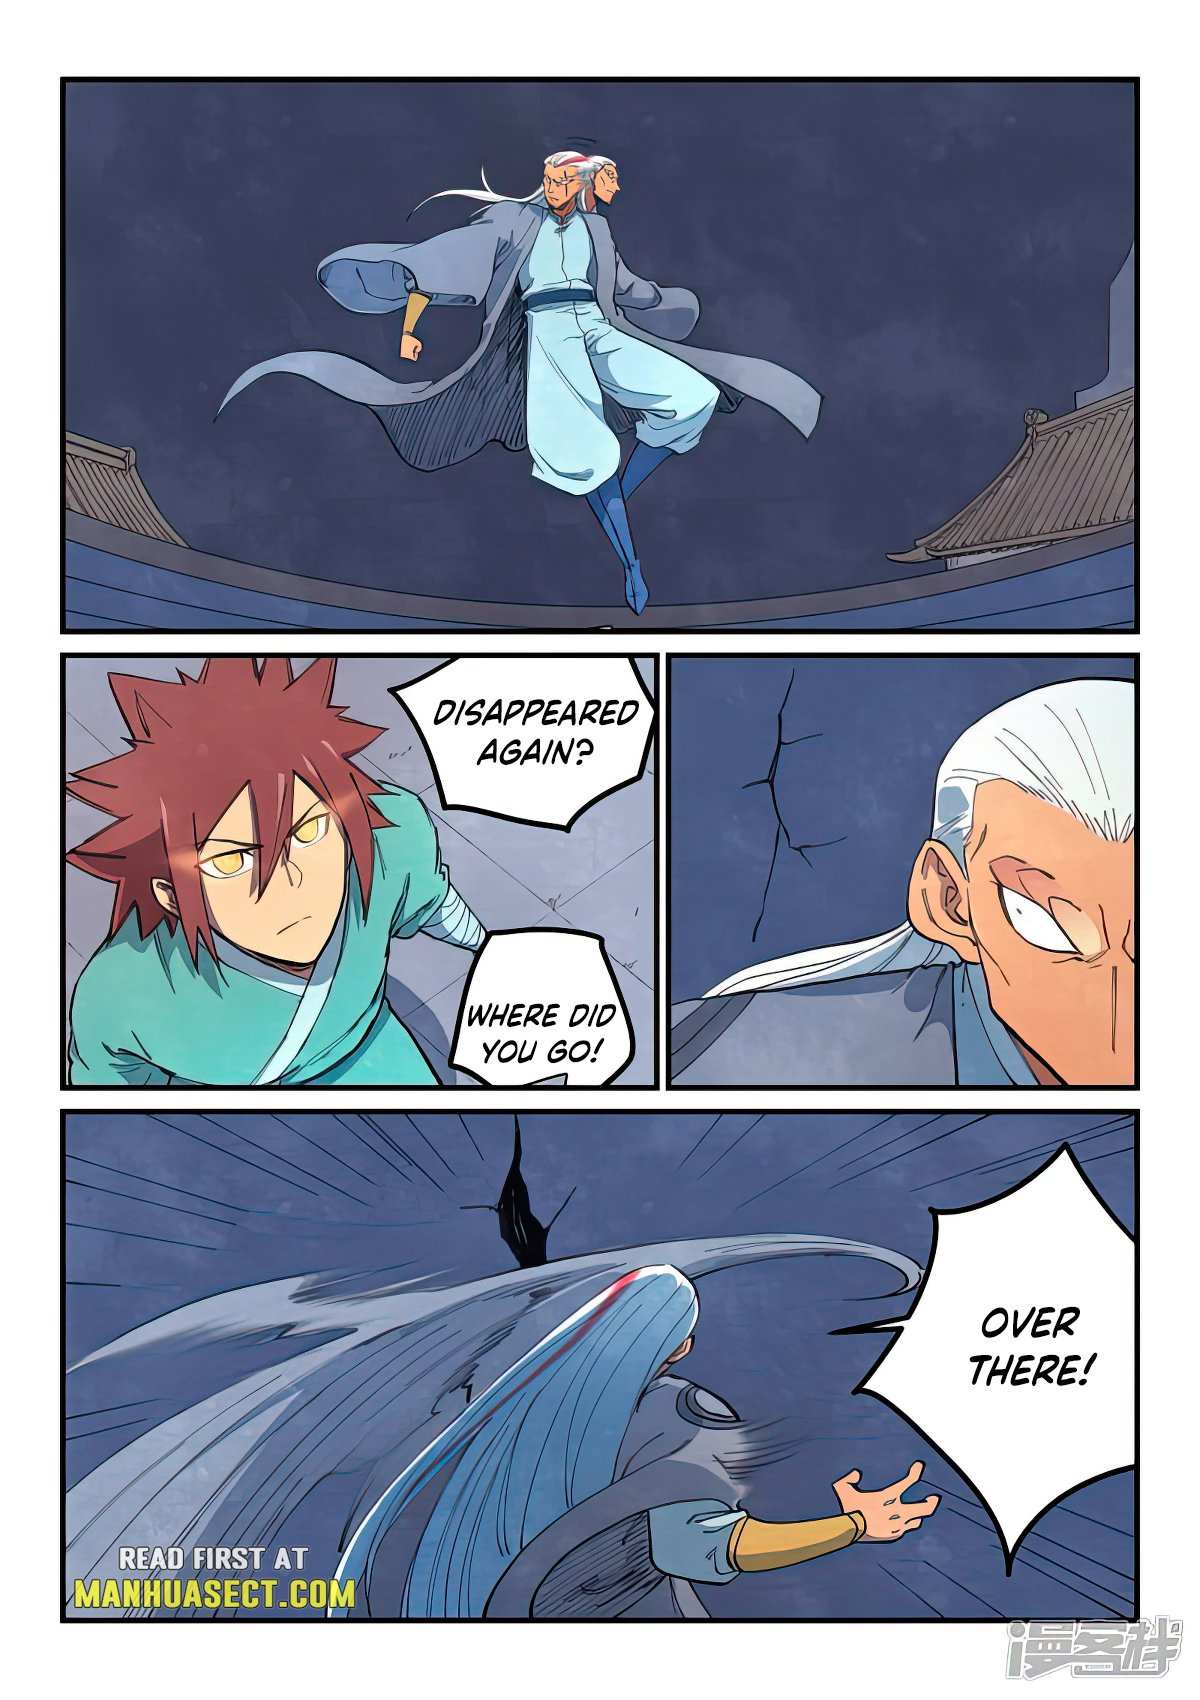 DISAPPEARED
AGAIN?
WHERE DID
YOU GO!
OVER
THERE!
READ FIRST AT
MANHUASECT.COM
漫客栈